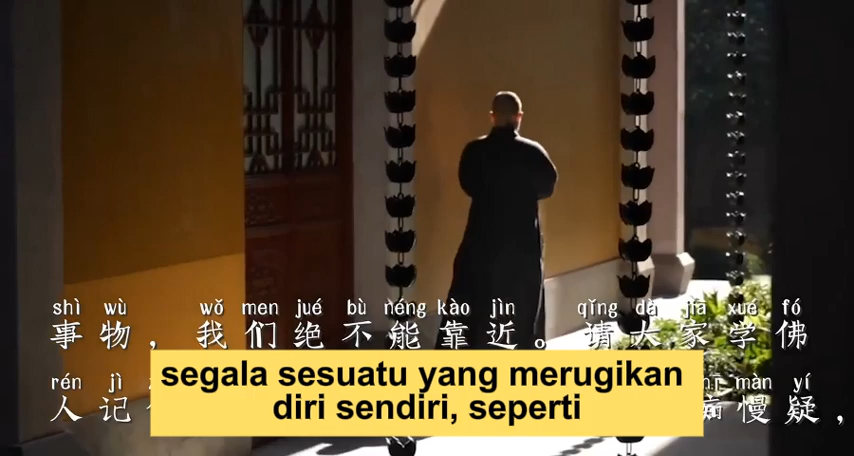 shì wù wǒ men jué bù néng kào jìn qǐng dà jiā xué fó
事物，我们绝不能靠近。请大家学佛
rén jì màn yí
人记 痴慢疑，
segala sesuatu yang merugikan
diri sendiri, seperti